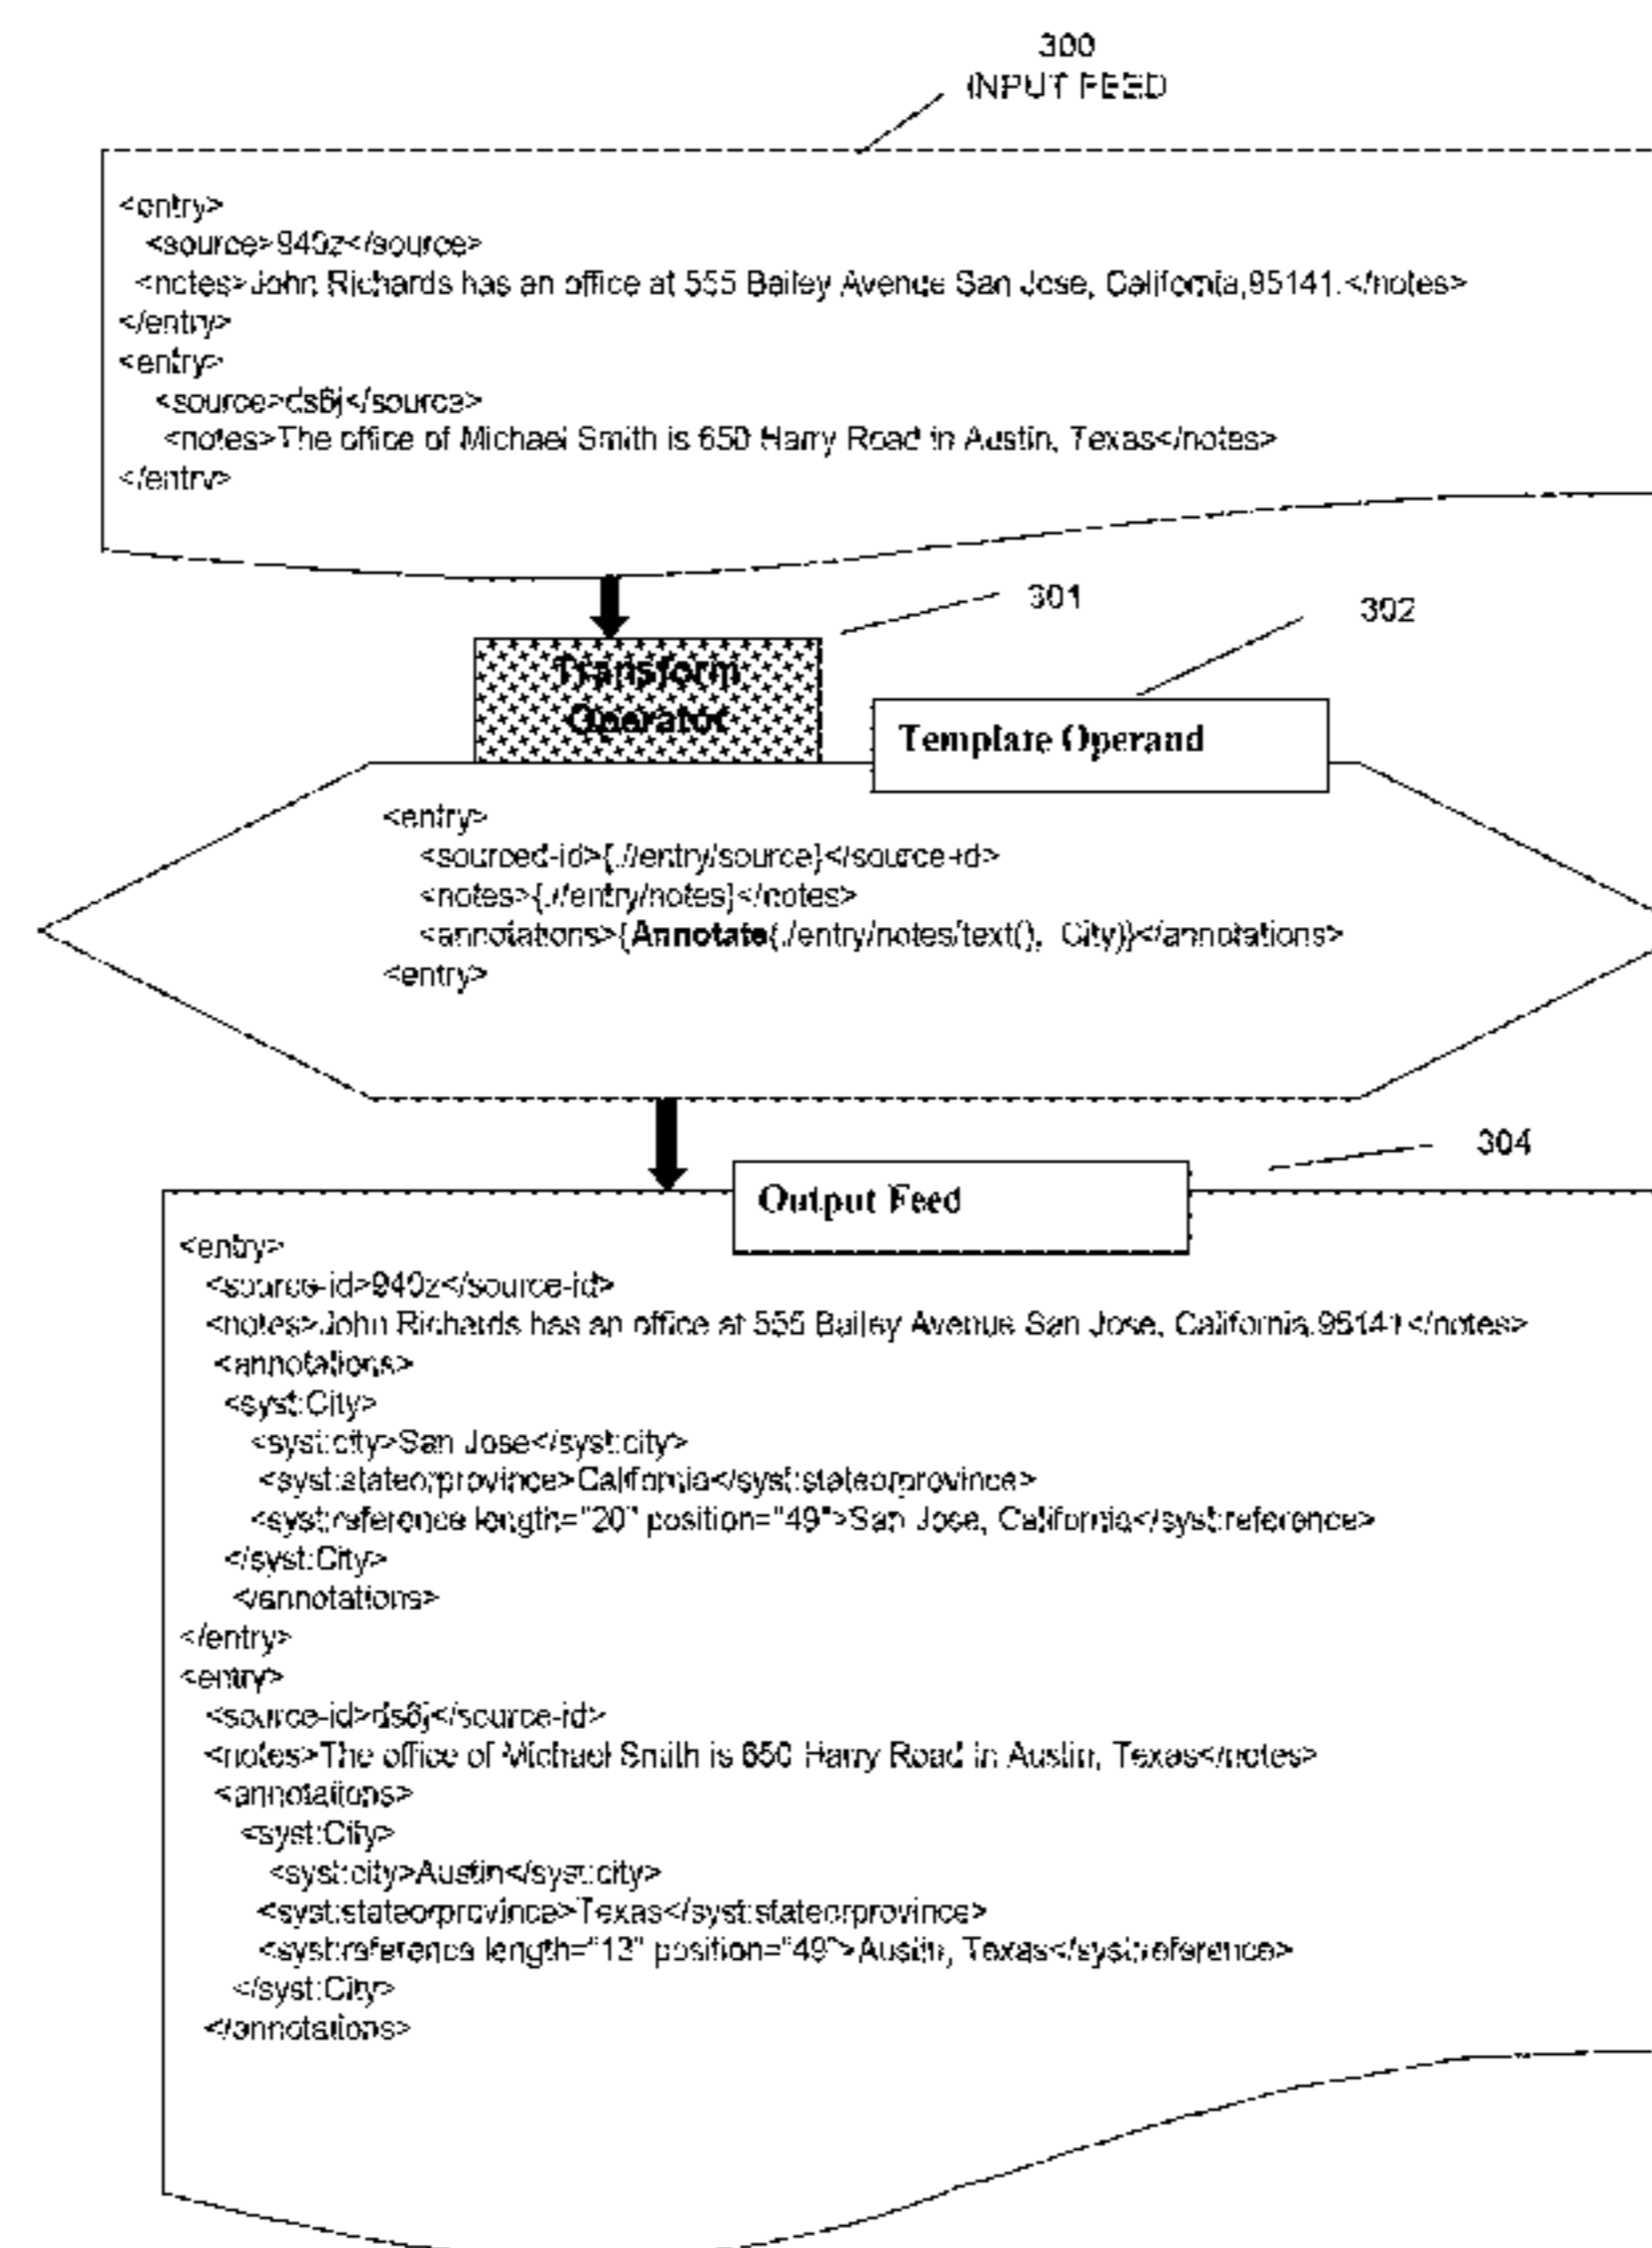 300
INPUT FEED
<entry>
<source>940z</source>
<notes>John Richards has an office at 555 Bailey Avenue San Jose, California,95141.</notes>
</entry>
<entry>
<source>ds6j</source>
<notes>The office of Michael Smith is 650 Harry Road in Austin, Texas</notes>
</entry>
301
302
Transform
Operator
Template Operand
<entry>
<sourced-id>{.//entry/source}</source-id>
<notes>{.//entry/notes}</notes>
<annotations>{Annotate(./entry/notes/text(), City)}</annotations>
<entry>
304
Output Feed
<entry>
<source-id>940z</source-id>
<notes>John Richards has an office at 555 Bailey Avenue San Jose, California,95141</notes>
<annotations>
<syst:City>
<syst:city>San Jose</syst:city>
<syst:stateorprovince>California</syst:stateorprovince>
<syst:reference length="20" position="49">San Jose, California</syst:reference>
</syst:City>
</annotations>
</entry>
<entry>
<source-id>ds6j</source-id>
<notes>The office of Michael Smith is 650 Harry Road in Austin, Texas</notes>
<annotations>
<syst:City>
<syst:city>Austin</syst:city>
<syst:stateorprovince>Texas</syst:stateorprovince>
<syst:reference length="13" position="49">Austin, Texas</syst:reference>
</syst:City>
</annotations>